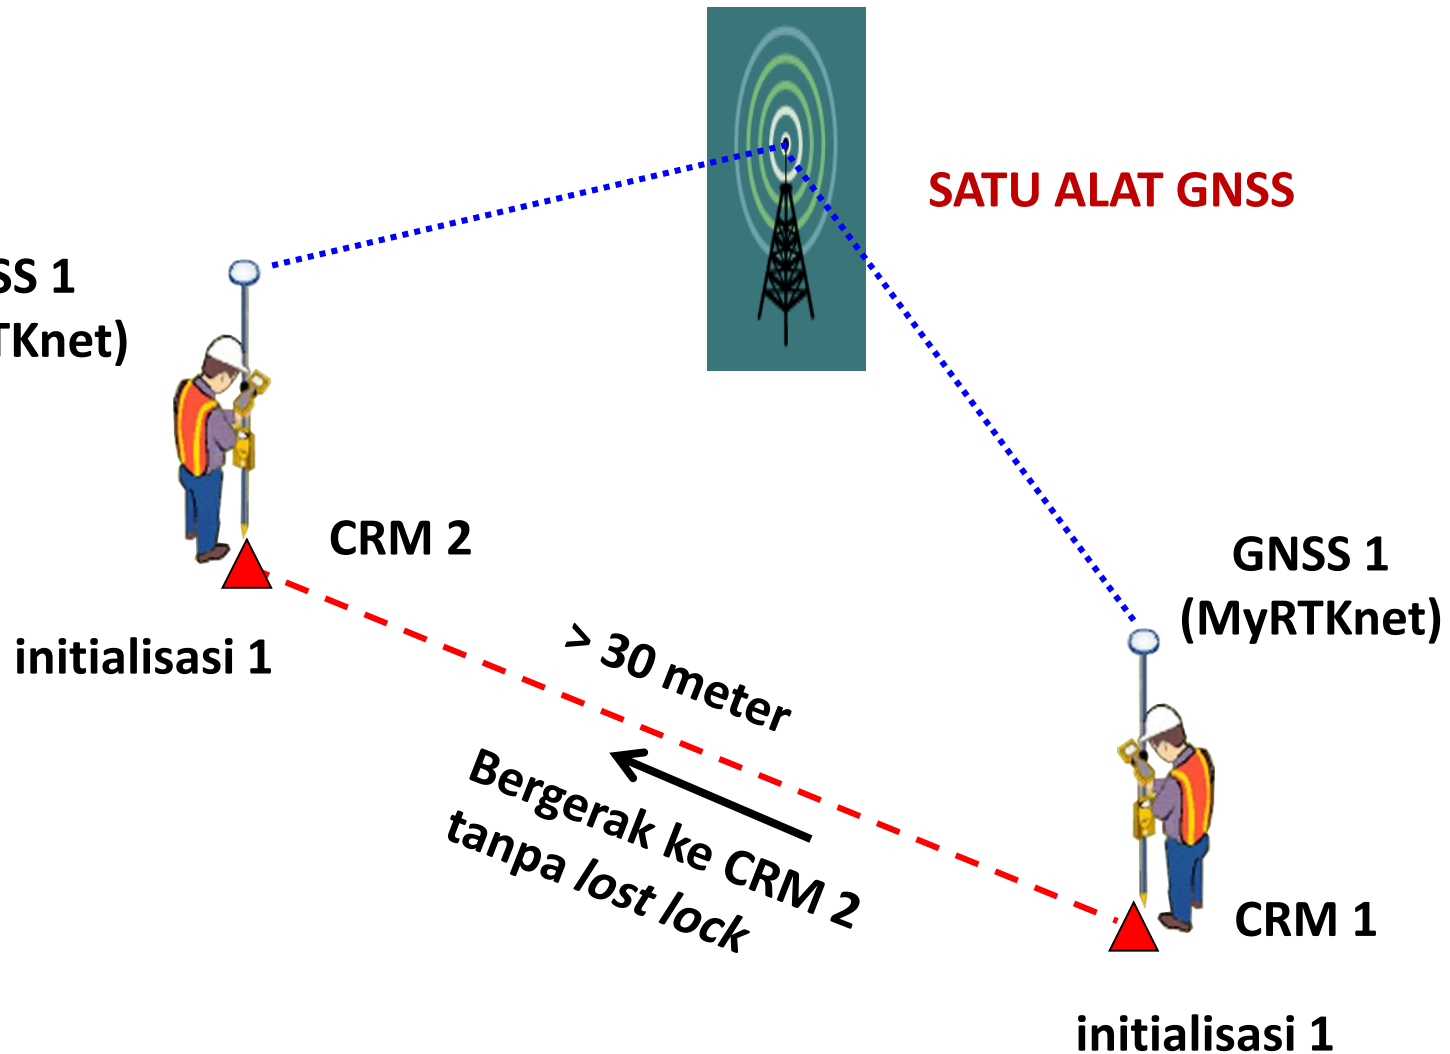 SATU ALAT GNSS
SS 1
TKnet)
CRM 2
initialisasi 1
> 30 meter
Bergerak ke CRM 2
tanpa lost lock
GNSS 1
(MyRTKnet)
CRM 1
initialisasi 1